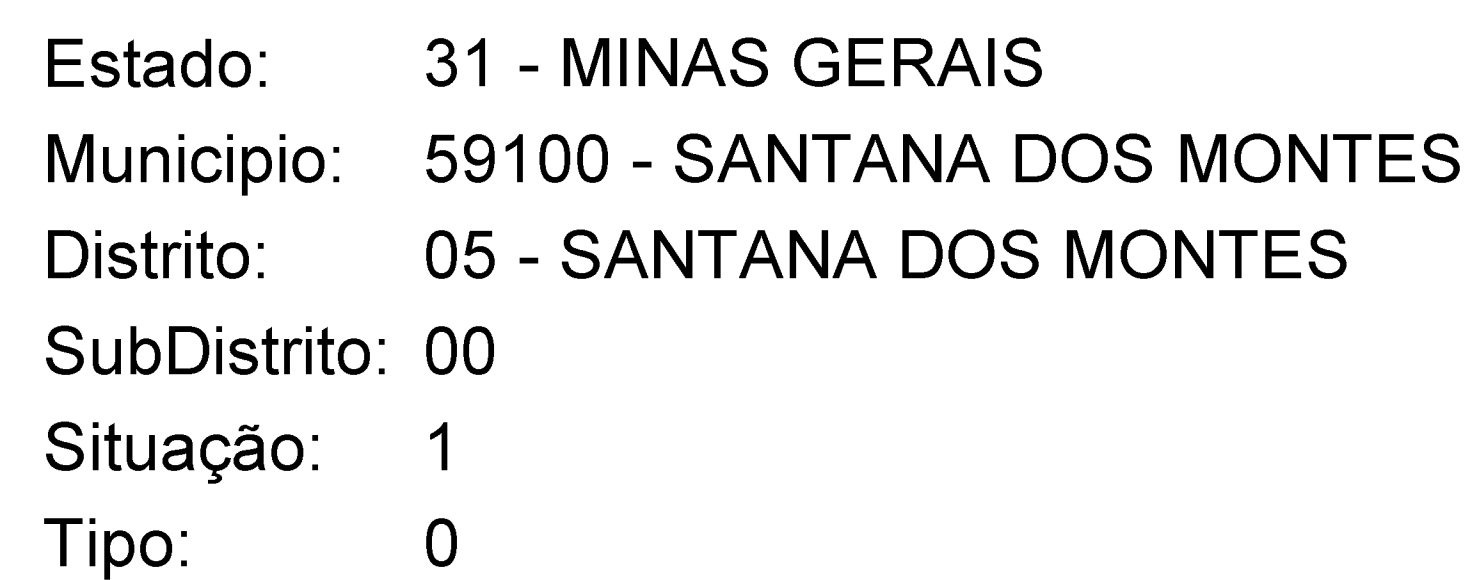 Estado: 31 - MINAS GERAIS
Municipio: 59100 - SANTANA DOS MONTES
Distrito: 05 - SANTANA DOS MONTES
SubDistrito: 00
Situação: 1
Tipo: 0